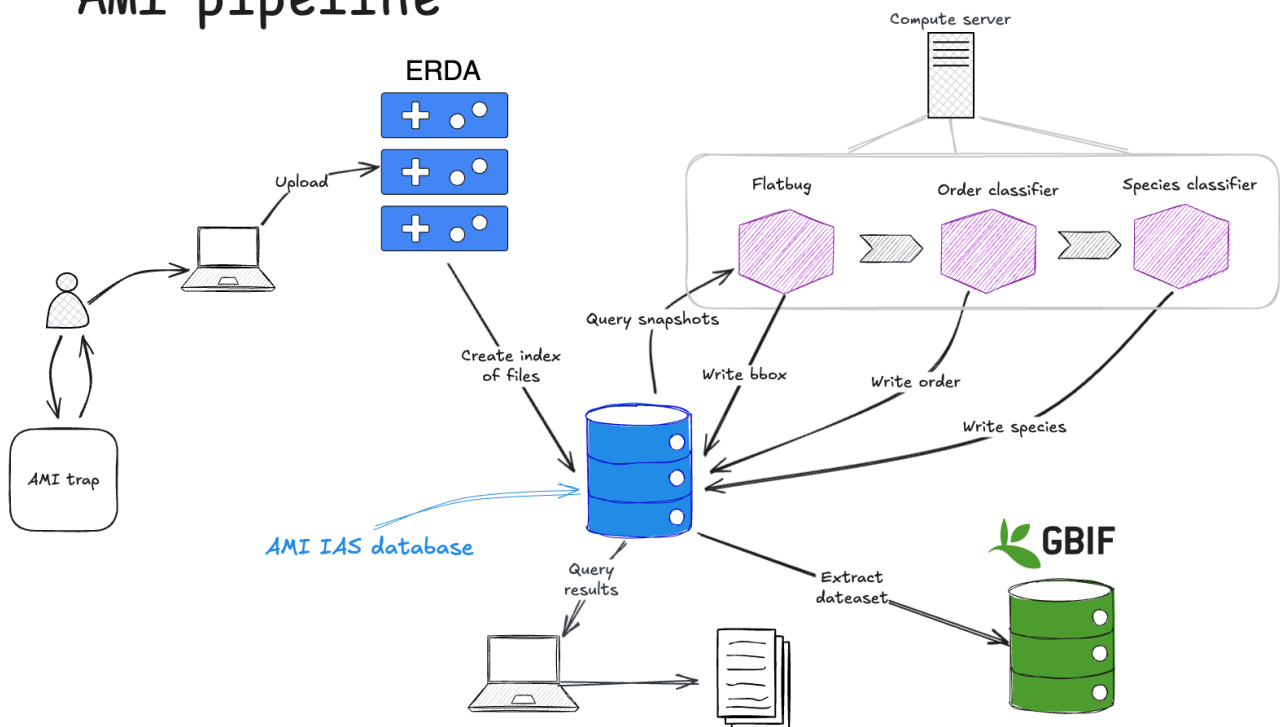 AMI pipeline
Compute server
ERDA
Flatbug
Order classifier
Species classifier
Upload
Query snapshots
Create index
of files
Write bbox
Write order
Write species
AMI trap
AMI IAS database
GBIF
Query
results
Extract
dateaset